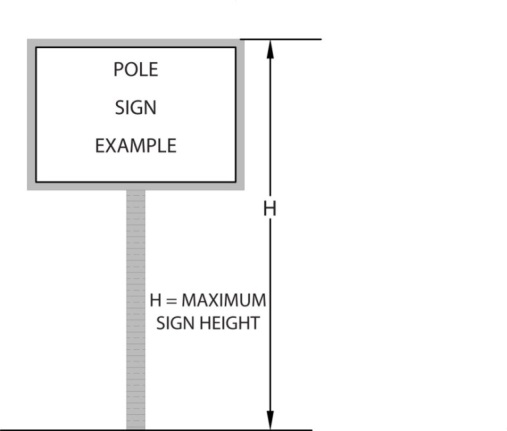 POLE
SIGN
EXAMPLE
H
H = MAXIMUM
SIGN HEIGHT